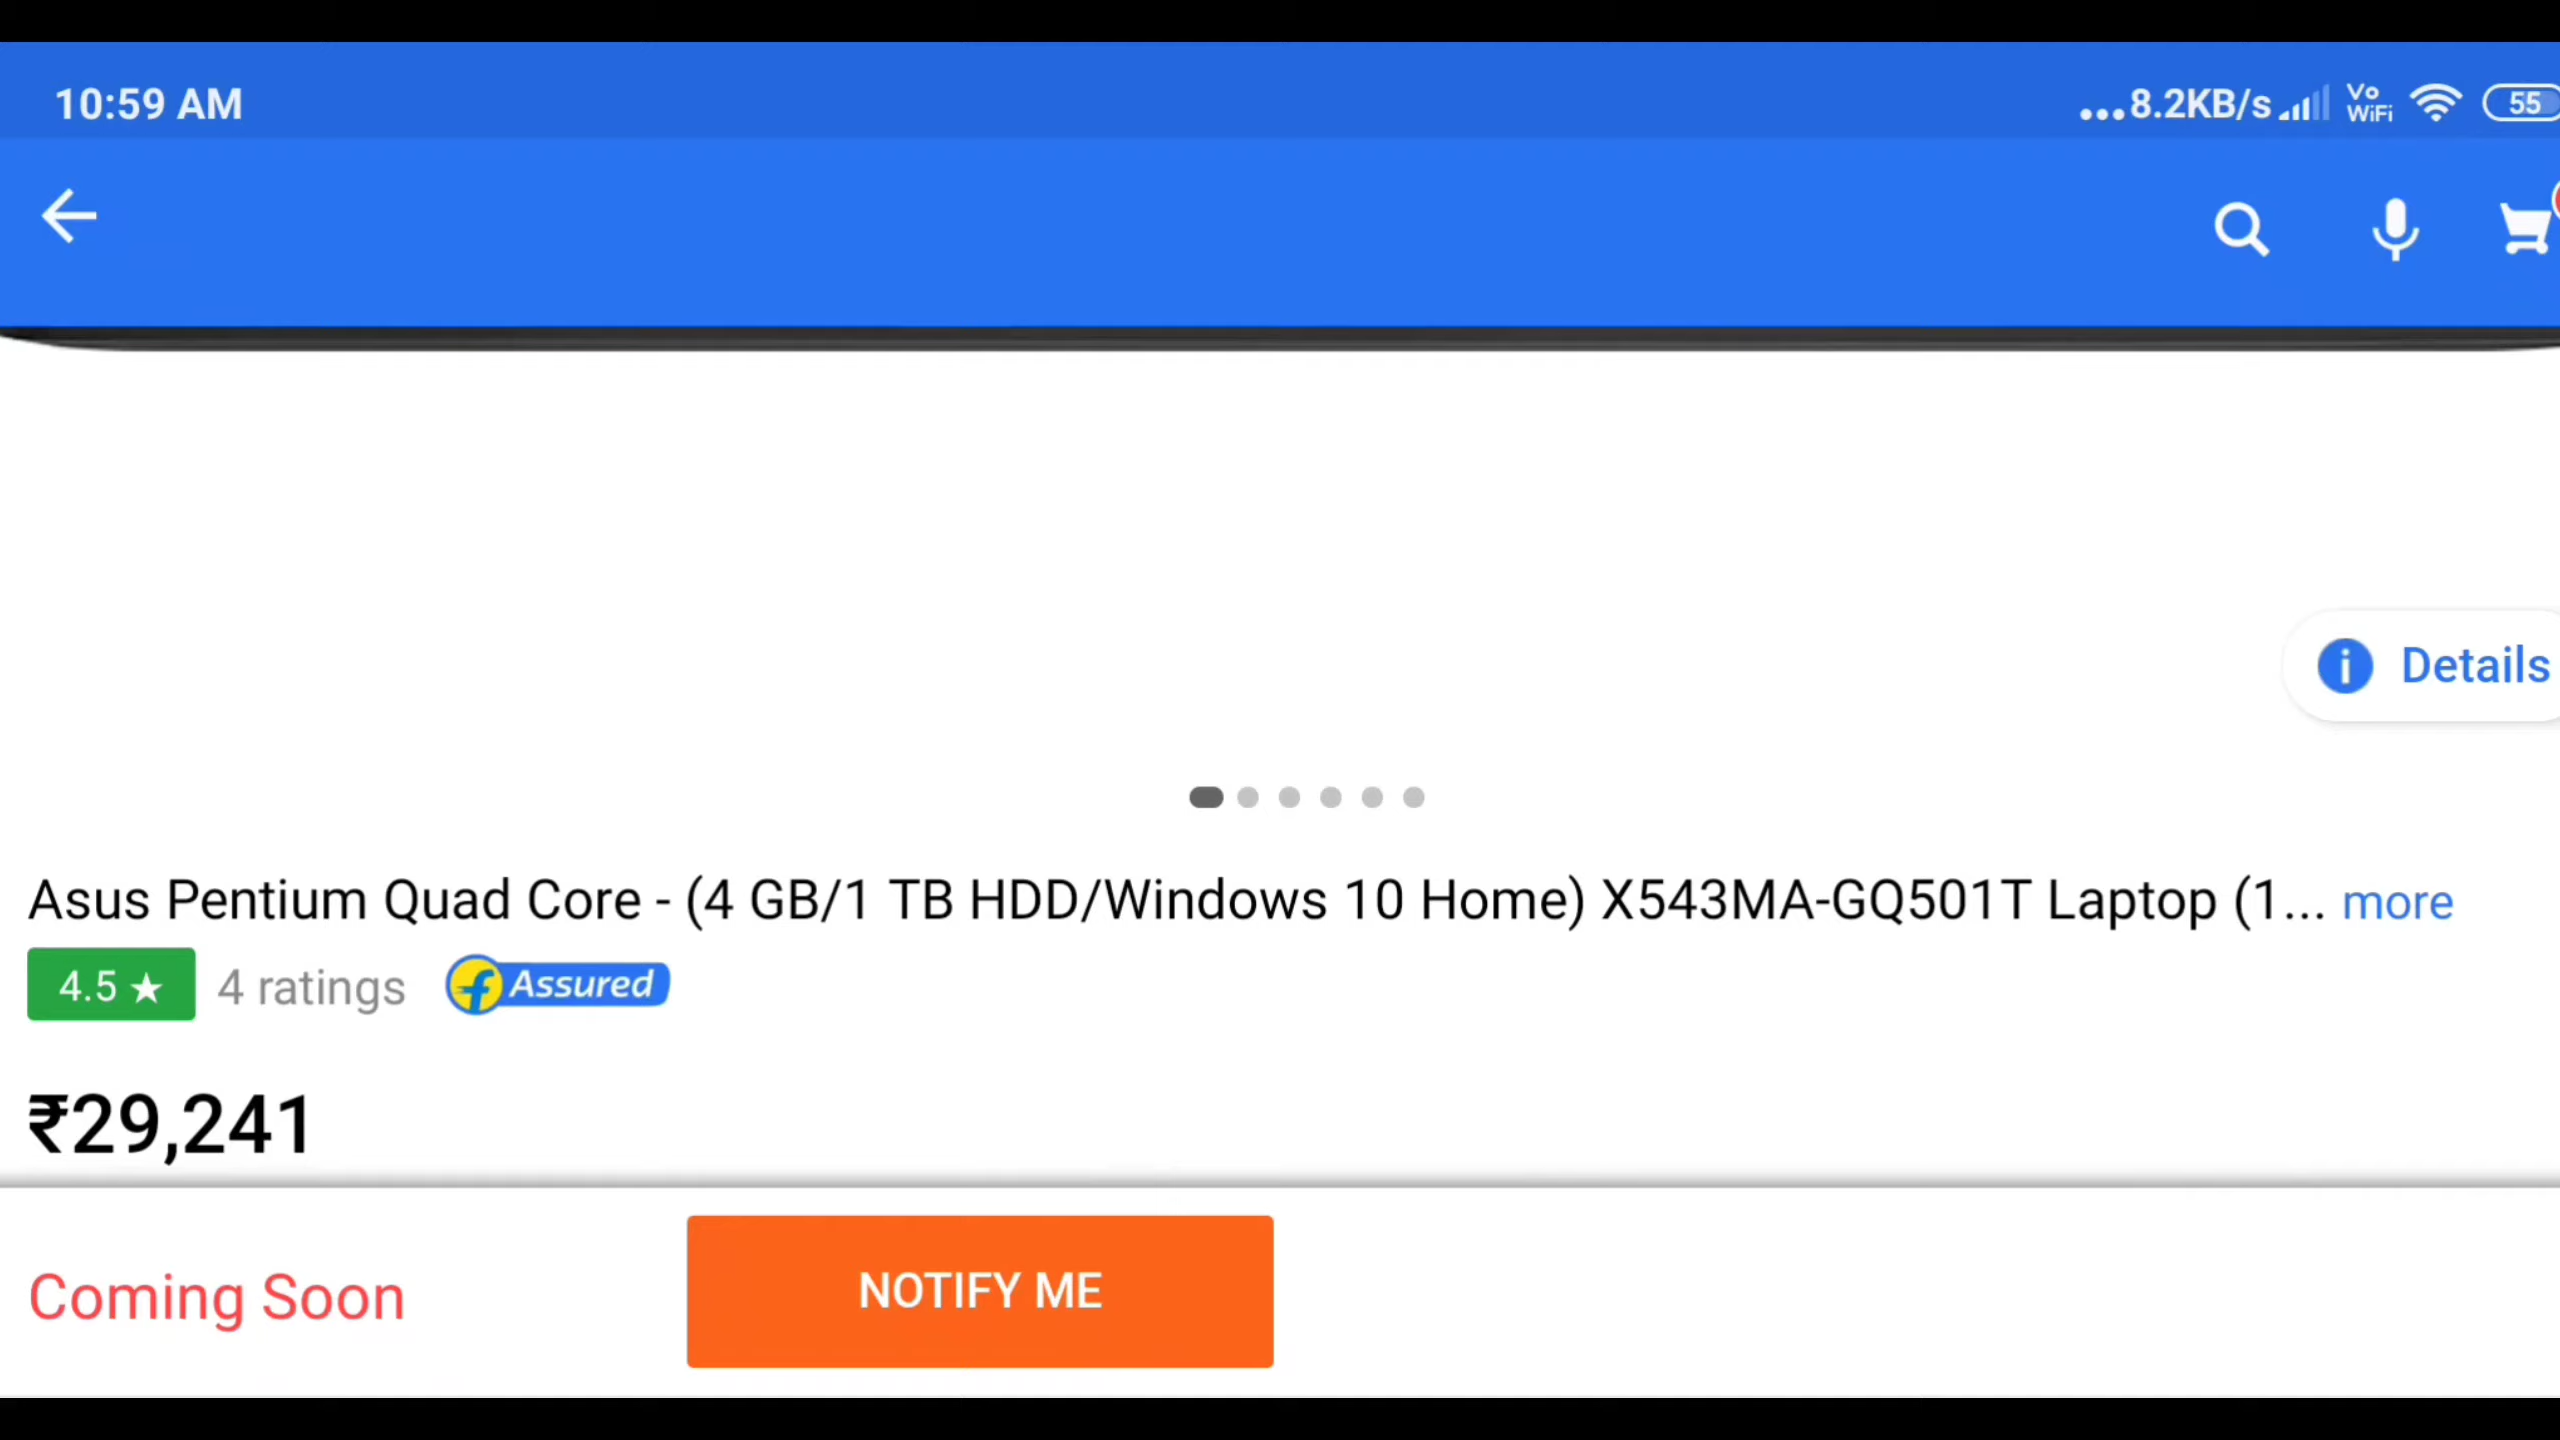 10:59 AM
...8.2KB/s Vo WiFi 55
Details
Asus Pentium Quad Core - (4 GB/1 TB HDD/Windows 10 Home) X543MA-GQ501T Laptop (1... more
4.5 ★ 4 ratings f Assured
₹29,241
Coming Soon
NOTIFY ME